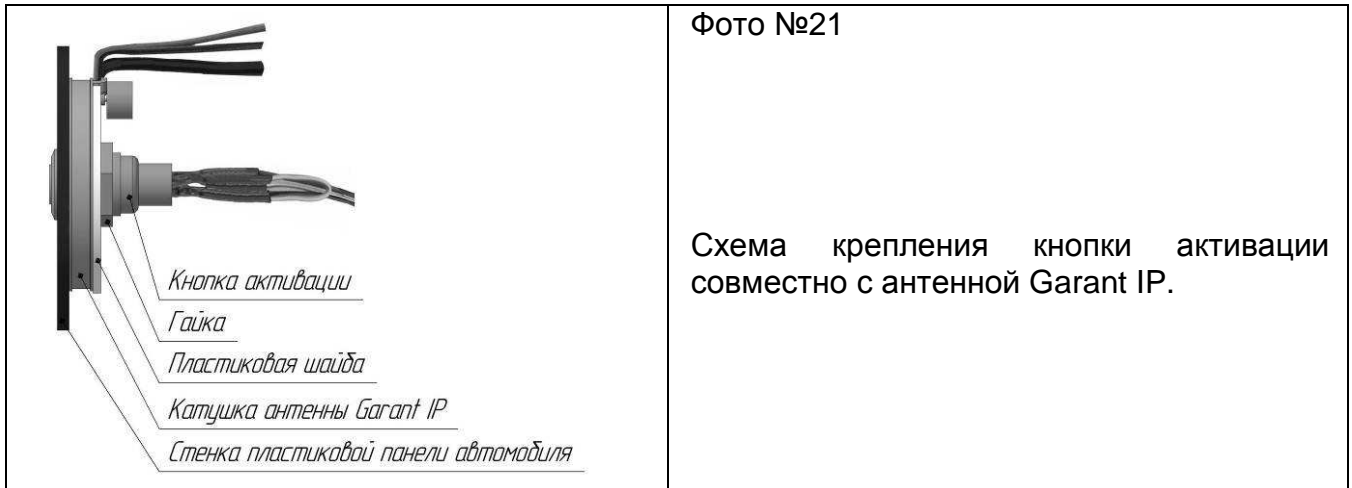 Кнопка активации
Гайка
Пластиковая шайба
Катушка антенны Garant IP
Стенка пластиковой панели автомобиля
Фото №21
Схема крепления кнопки активации
совместно с антенной Garant IP.